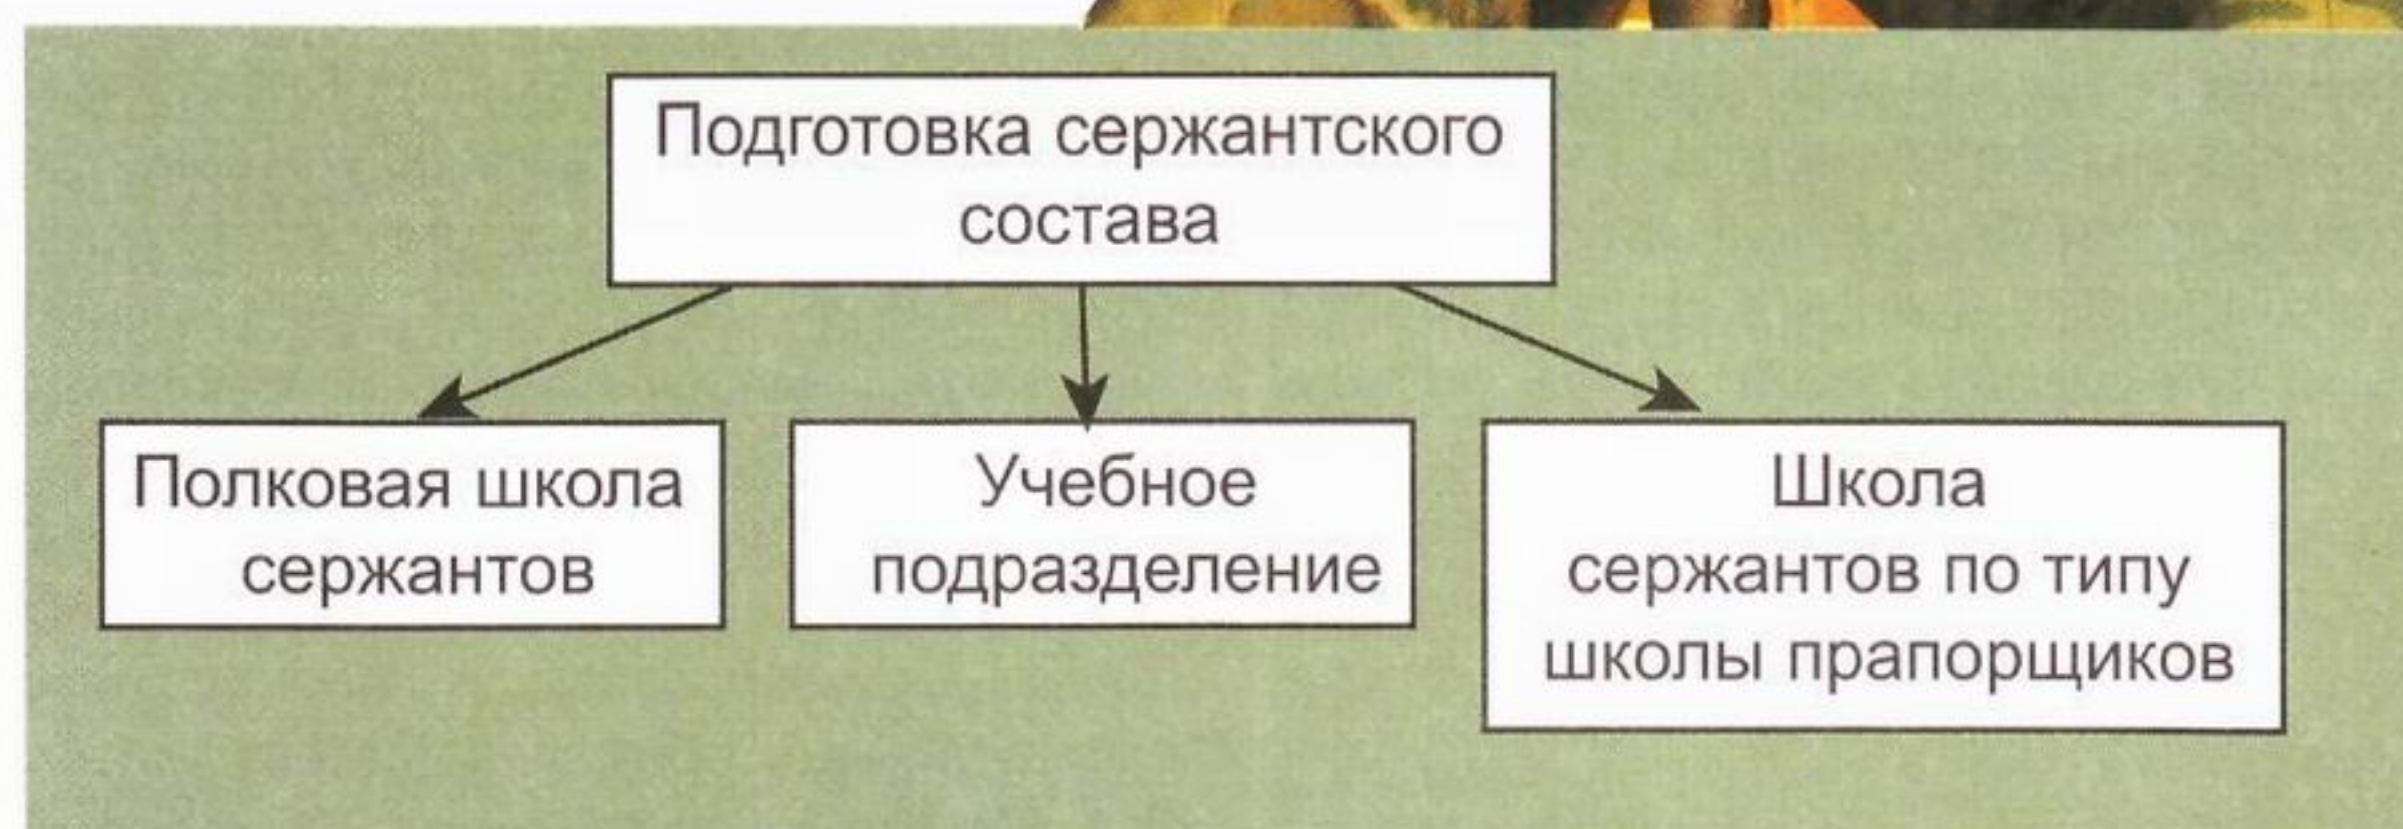 Подготовка сержантского
состава
Полковая школа
сержантов
Учебное
подразделение
Школа
сержантов по типу
школы прапорщиков